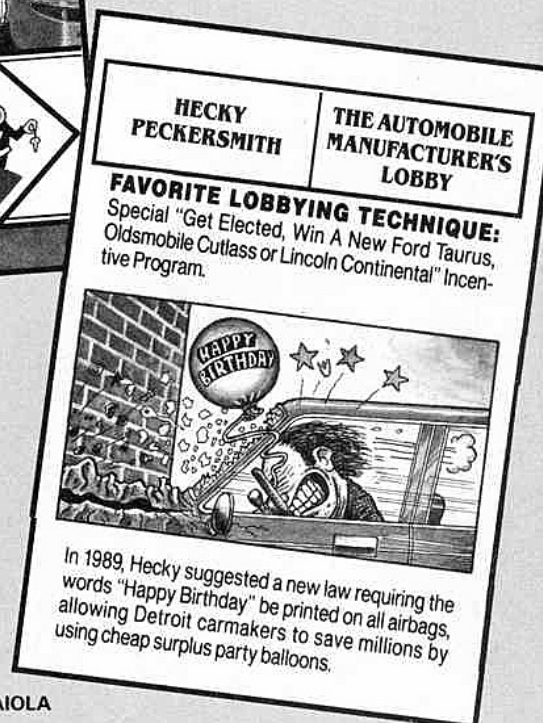 HECKY
PECKERSMITH
THE AUTOMOBILE
MANUFACTURER'S
LOBBY
FAVORITE LOBBYING TECHNIQUE:
Special "Get Elected, Win A New Ford Taurus,
Oldsmobile Cutlass or Lincoln Continental" Incen-
tive Program.
HAPPY
BIRTHDAY
In 1989, Hecky suggested a new law requiring the
words "Happy Birthday" be printed on all airbags,
allowing Detroit carmakers to save millions by
using cheap surplus party balloons.
AIOLA